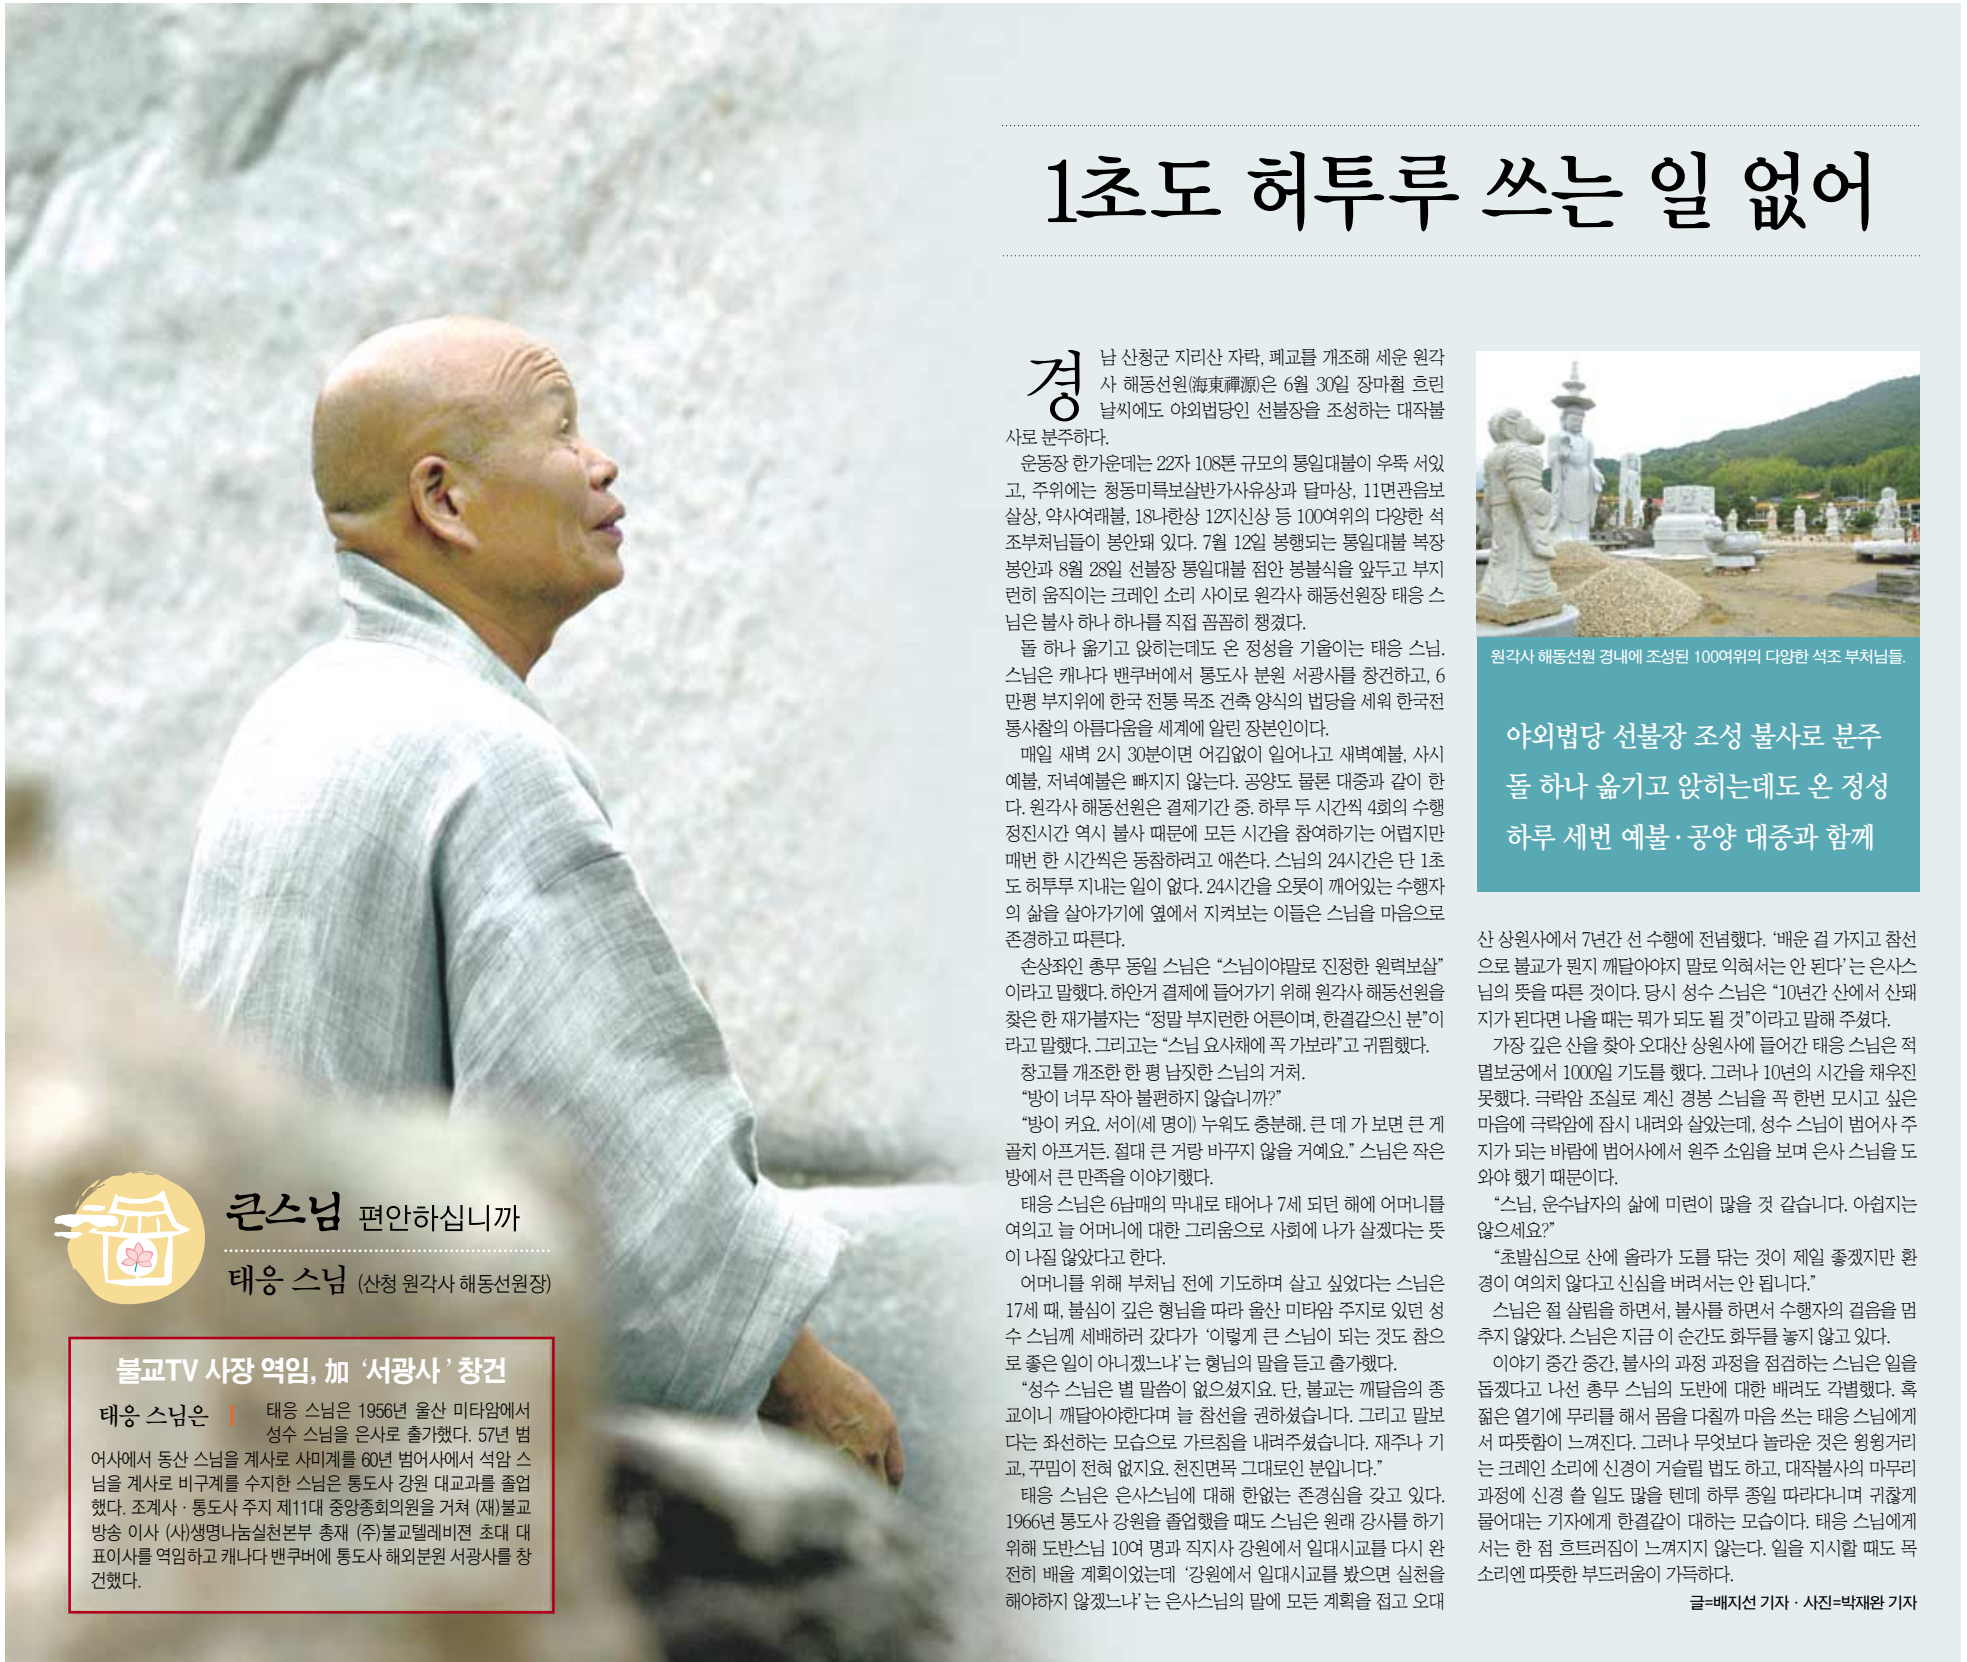 1초도 허투루 쓰는 일 없어
경남 산청군 지리산 자락, 폐교를 개조해 세운 원각
사 해동선원(海東禪源)은 6월 30일 장마철 흐린
날씨에도 야외법당인 선불장을 조성하는 대작불
사로 분주하다.
운동장 한가운데는 22자 108톤 규모의 통일대불이 우뚝 서있
고, 주위에는 청동미륵보살반가사유상과 달마상, 11면관음보
살상, 약사여래불, 18나한상 12지신상 등 100여위의 다양한 석
조부처님들이 봉안돼 있다. 7월 12일 봉행되는 통일대불 복장
봉안과 8월 28일 선불장 통일대불 점안 봉불식을 앞두고 부지
런히 움직이는 크레인 소리 사이로 원각사 해동선원장 태응 스
님은 불사 하나 하나를 직접 꼼꼼히 챙겼다.
돌 하나 옮기고 앉히는데도 온 정성을 기울이는 태응 스님.
스님은 캐나다 밴쿠버에서 통도사 분원 서광사를 창건하고, 6
만평 부지위에 한국 전통 목조 건축 양식의 법당을 세워 한국전
통사찰의 아름다움을 세계에 알린 장본인이다.
매일 새벽 2시 30분이면 어김없이 일어나고 새벽예불, 사시
예불, 저녁예불은 빠지지 않는다. 공양도 물론 대중과 같이 한
다. 원각사 해동선원은 결제기간 중. 하루 두 시간씩 4회의 수행
정진시간 역시 불사 때문에 모든 시간을 참여하기는 어렵지만
매번 한 시간씩은 동참하려고 애쓴다. 스님의 24시간은 단 1초
도 허투루 지내는 일이 없다. 24시간을 오롯이 깨어있는 수행자
의 삶을 살아가기에 옆에서 지켜보는 이들은 스님을 마음으로
존경하고 따른다.
손상좌인 총무 동일 스님은 “스님이야말로 진정한 원력보살”
이라고 말했다. 하안거 결제에 들어가기 위해 원각사 해동선원을
찾은 한 재가불자는 “정말 부지런한 어른이며, 한결같으신 분”이
라고 말했다. 그리고는 “스님 요사채에 꼭 가보라”고 귀띔했다.
창고를 개조한 한 평 남짓한 스님의 거처.
“방이 너무 작아 불편하지 않습니까?”
“방이 커요. 서이(세 명이) 누워도 충분해. 큰 데 가 보면 큰 게
골치 아프거든. 절대 큰 거랑 바꾸지 않을 거예요.” 스님은 작은
방에서 큰 만족을 이야기했다.
태응 스님은 6남매의 막내로 태어나 7세 되던 해에 어머니를
여의고 늘 어머니에 대한 그리움으로 사회에 나가 살겠다는 뜻
이 나질 않았다고 한다.
어머니를 위해 부처님 전에 기도하며 살고 싶었다는 스님은
17세 때, 불심이 깊은 형님을 따라 울산 미타암 주지로 있던 성
수 스님께 세배하러 갔다가 ‘이렇게 큰 스님이 되는 것도 참으
로 좋은 일이 아니겠느냐’는 형님의 말을 듣고 출가했다.
“성수 스님은 별 말씀이 없으셨지요. 단, 불교는 깨달음의 종
교이니 깨달아야한다며 늘 참선을 권하셨습니다. 그리고 말보
다는 좌선하는 모습으로 가르침을 내려주셨습니다. 재주나 기
교, 꾸밈이 전혀 없지요. 천진면목 그대로인 분입니다.”
태응 스님은 은사스님에 대해 한없는 존경심을 갖고 있다.
1966년 통도사 강원을 졸업했을 때도 스님은 원래 강사를 하기
위해 도반스님 10여 명과 직지사 강원에서 일대시교를 다시 완
전히 배울 계획이었는데 ‘강원에서 일대시교를 봤으면 실천을
해야하지 않겠느냐’는 은사스님의 말에 모든 계획을 접고 오대
원각사 해동선원 경내에 조성된 100여위의 다양한 석조 부처님들.
야외법당 선불장 조성 불사로 분주
돌 하나 옮기고 앉히는데도 온 정성
하루 세번 예불·공양 대중과 함께
산 상원사에서 7년간 선 수행에 전념했다. ‘배운 걸 가지고 참선
으로 불교가 뭔지 깨달아야지 말로 익혀서는 안 된다’는 은사스
님의 뜻을 따른 것이다. 당시 성수 스님은 “10년간 산에서 산돼
지가 된다면 나올 때는 뭐가 되도 될 것”이라고 말해 주셨다.
가장 깊은 산을 찾아 오대산 상원사에 들어간 태응 스님은 적
멸보궁에서 1000일 기도를 했다. 그러나 10년의 시간을 채우진
못했다. 극락암 조실로 계신 경봉 스님을 꼭 한번 모시고 싶은
마음에 극락암에 잠시 내려와 살았는데, 성수 스님이 범어사 주
지가 되는 바람에 범어사에서 원주 소임을 보며 은사 스님을 도
와야 했기 때문이다.
“스님, 운수납자의 삶에 미련이 많을 것 같습니다. 아쉽지는
않으세요?”
“초발심으로 산에 올라가 도를 닦는 것이 제일 좋겠지만 환
경이 여의치 않다고 신심을 버려서는 안 됩니다.”
스님은 절 살림을 하면서, 불사를 하면서 수행자의 걸음을 멈
추지 않았다. 스님은 지금 이 순간도 화두를 놓지 않고 있다.
이야기 중간 중간, 불사의 과정 과정을 점검하는 스님은 일을
돕겠다고 나선 총무 스님의 도반에 대한 배려도 각별했다. 혹
젊은 열기에 무리를 해서 몸을 다칠까 마음 쓰는 태응 스님에게
서 따뜻함이 느껴진다. 그러나 무엇보다 놀라운 것은 윙윙거리
는 크레인 소리에 신경이 거슬릴 법도 하고, 대작불사의 마무리
과정에 신경 쓸 일도 많을 텐데 하루 종일 따라다니며 귀찮게
물어대는 기자에게 한결같이 대하는 모습이다. 태응 스님에게
서는 한 점 흐트러짐이 느껴지지 않는다. 일을 지시할 때도 목
소리엔 따뜻한 부드러움이 가득하다.
글=배지선 기자 · 사진=박재완 기자
큰스님 편안하십니까
태응 스님 (산청 원각사 해동선원장)
불교TV 사장 역임, 加 ‘서광사’ 창건
태응 스님은
태응 스님은 1956년 울산 미타암에서
성수 스님을 은사로 출가했다. 57년 범
어사에서 동산 스님을 계사로 사미계를 60년 범어사에서 석암 스
님을 계사로 비구계를 수지한 스님은 통도사 강원 대교과를 졸업
했다. 조계사 · 통도사 주지 제11대 중앙종회의원을 거쳐 (재)불교
방송 이사 (사)생명나눔실천본부 총재 (주)불교텔레비젼 초대 대
표이사를 역임하고 캐나다 밴쿠버에 통도사 해외분원 서광사를 창
건했다.